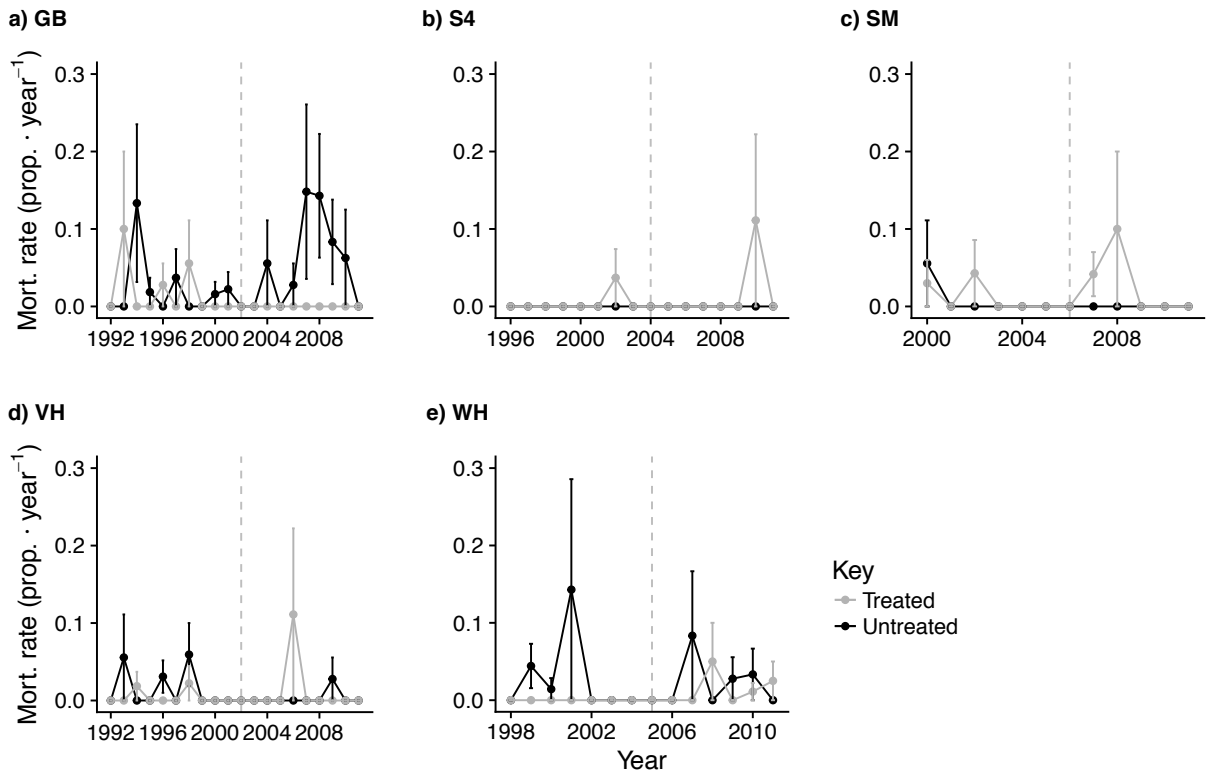 a) GB
b) S4
c) SM
Mort. rate (prop. · year⁻¹)
0.3
0.2
0.1
0.0
1992 1996 2000 2004 2008
0.3
0.2
0.1
0.0
1996 2000 2004 2008
0.3
0.2
0.1
0.0
2000 2004 2008
d) VH
e) WH
Mort. rate (prop. · year⁻¹)
0.3
0.2
0.1
0.0
1992 1996 2000 2004 2008
0.3
0.2
0.1
0.0
1998 2002 2006 2010
Year
Key
Treated
Untreated